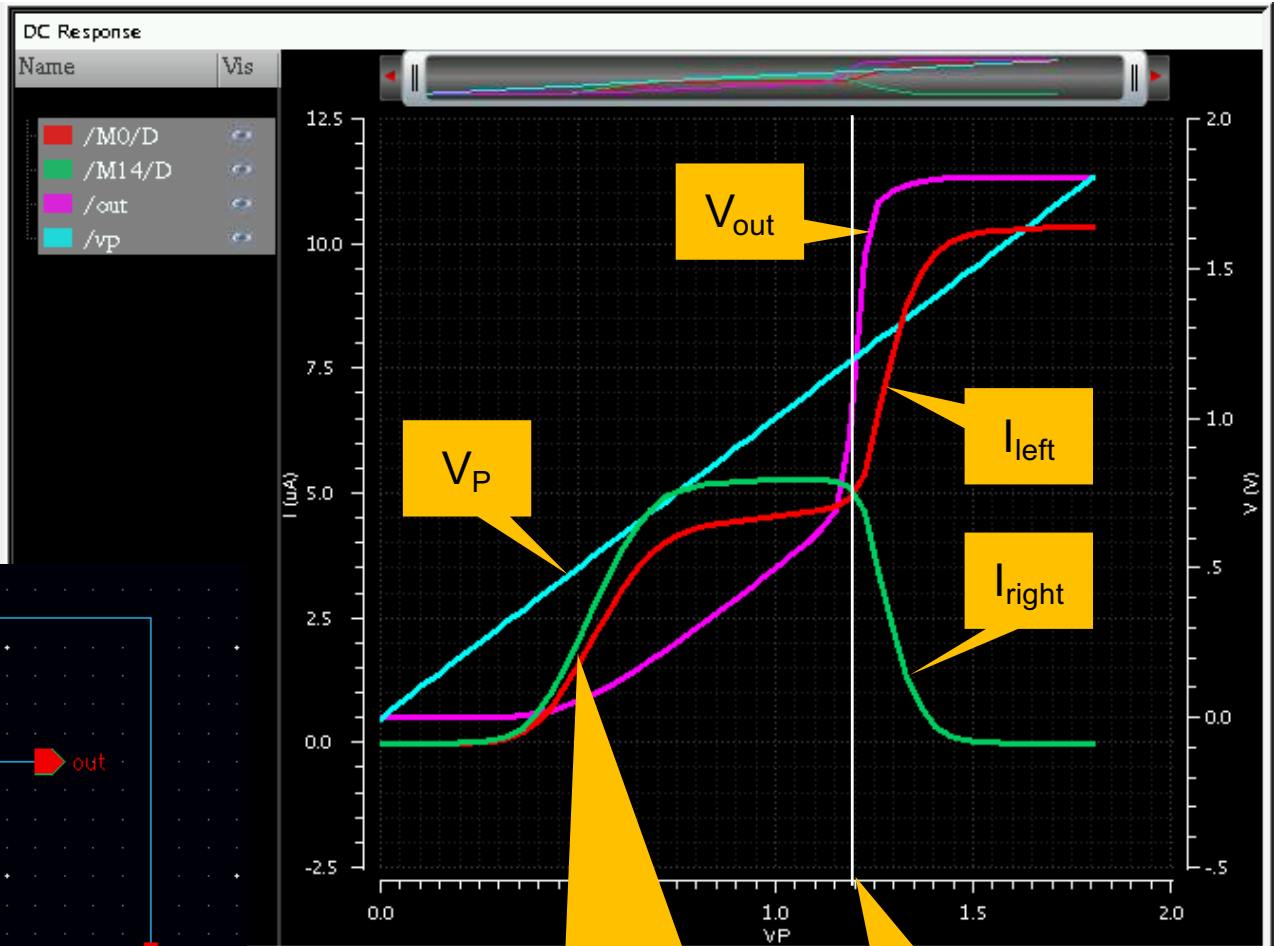 DC Response
Name Vis
/M0/D
/M14/D
/out
/vp
12.5
10.0
7.5
5.0
2.5
0.0
-2.5
I (uA)
2.0
1.5
1.0
.5
0.0
-.5
V (V)
0.0
1.0
1.5
2.0
VP
Vout
VP
Ileft
Iright
out